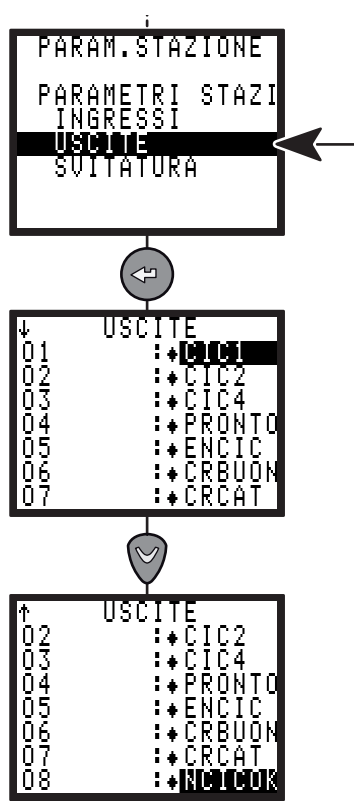 PARAM.STAZIONE
PARAMETRI STAZI
INGRESSI
USCITE
SVITATURA
↓ USCITE
01 :♦CIC1
02 :♦CIC2
03 :♦CIC4
04 :♦PRONTO
05 :♦ENCIC
06 :♦CRBUON
07 :♦CRCAT
↑ USCITE
02 :♦CIC2
03 :♦CIC4
04 :♦PRONTO
05 :♦ENCIC
06 :♦CRBUON
07 :♦CRCAT
08 :♦NCICOK